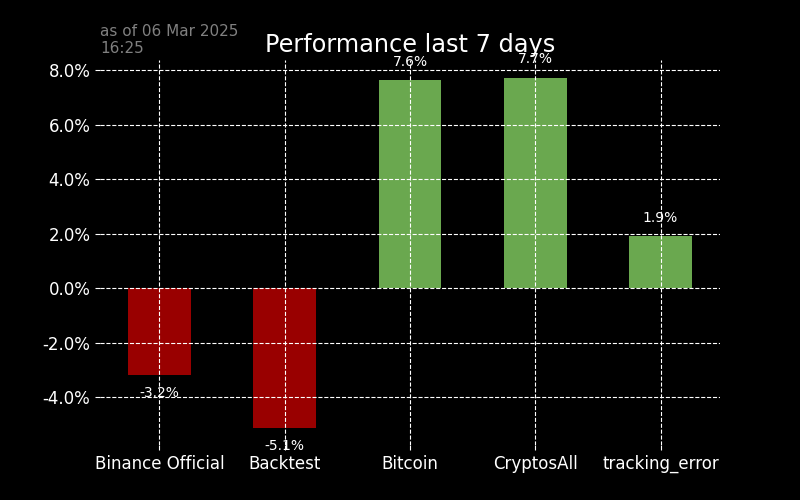 as of 06 Mar 2025
16:25
Performance last 7 days
8.0%
6.0%
4.0%
2.0%
0.0%
-2.0%
-4.0%
-3.2%
-5.1%
7.6%
7.7%
1.9%
Binance Official
Backtest
Bitcoin
CryptosAll
tracking_error